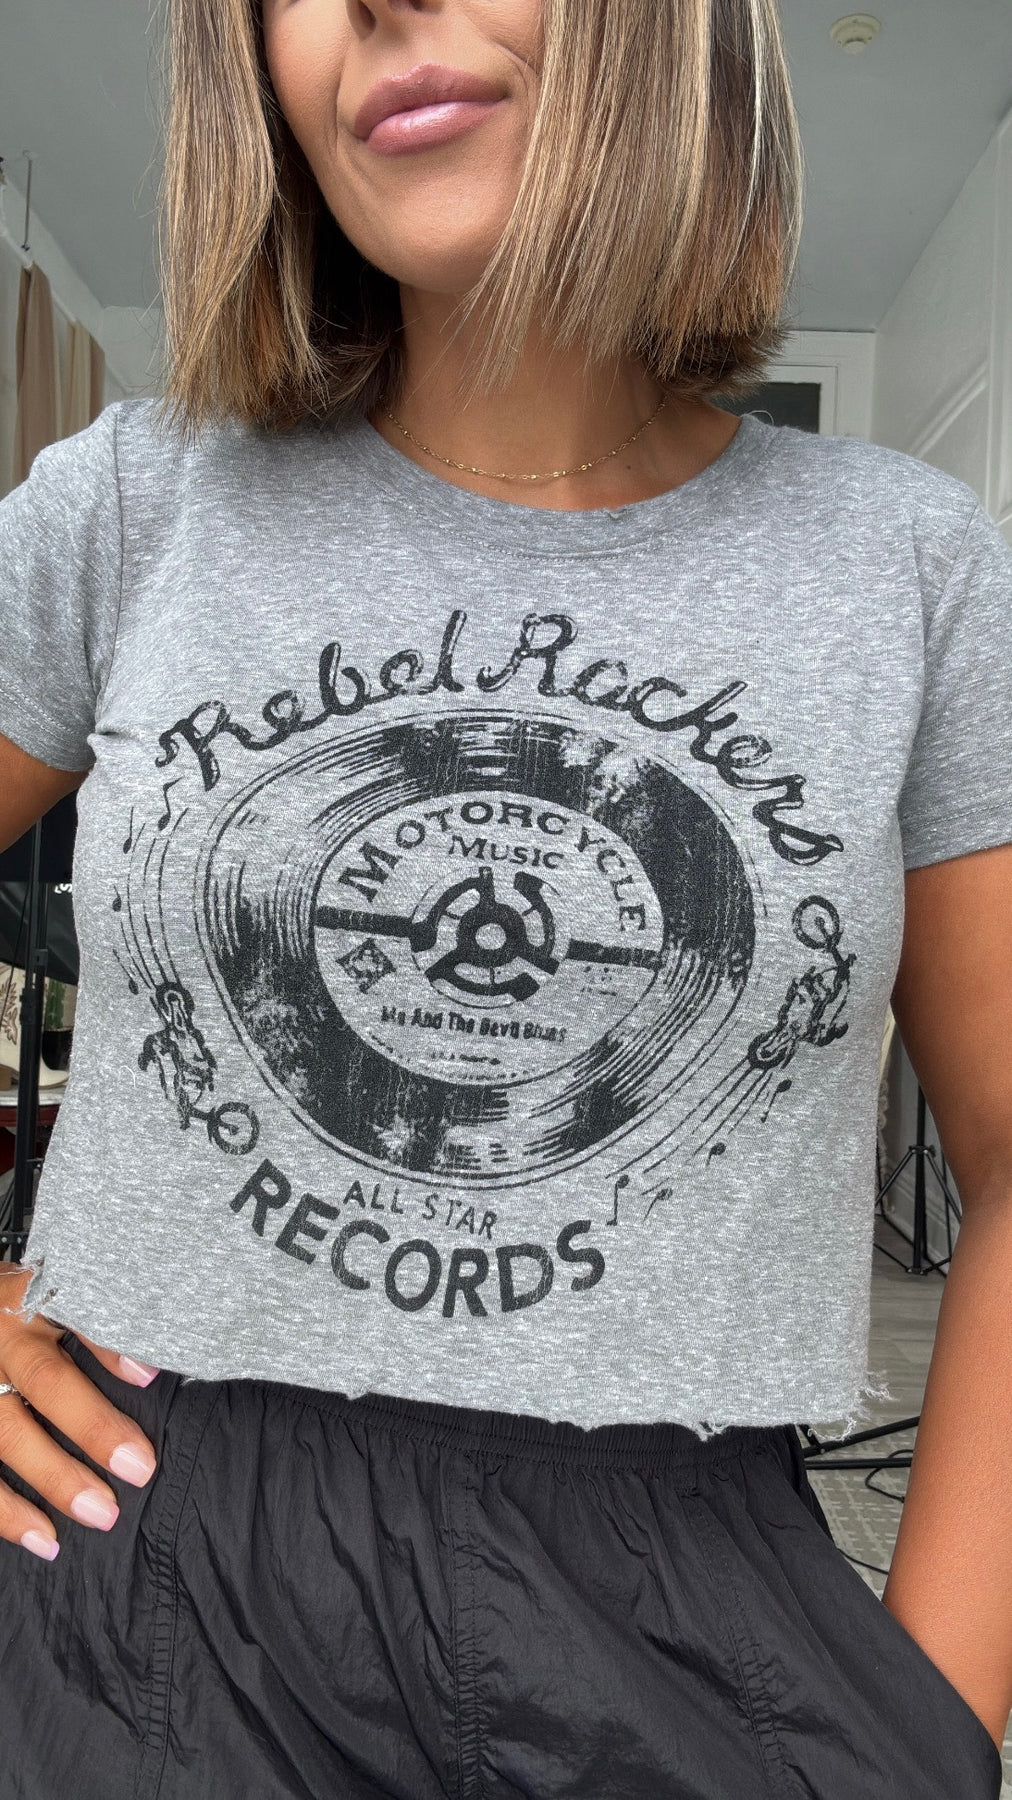 Rebel Rockers
MOTORCYCLE
MUSIC
Me And The Devil Blues
ALL STAR
RECORDS